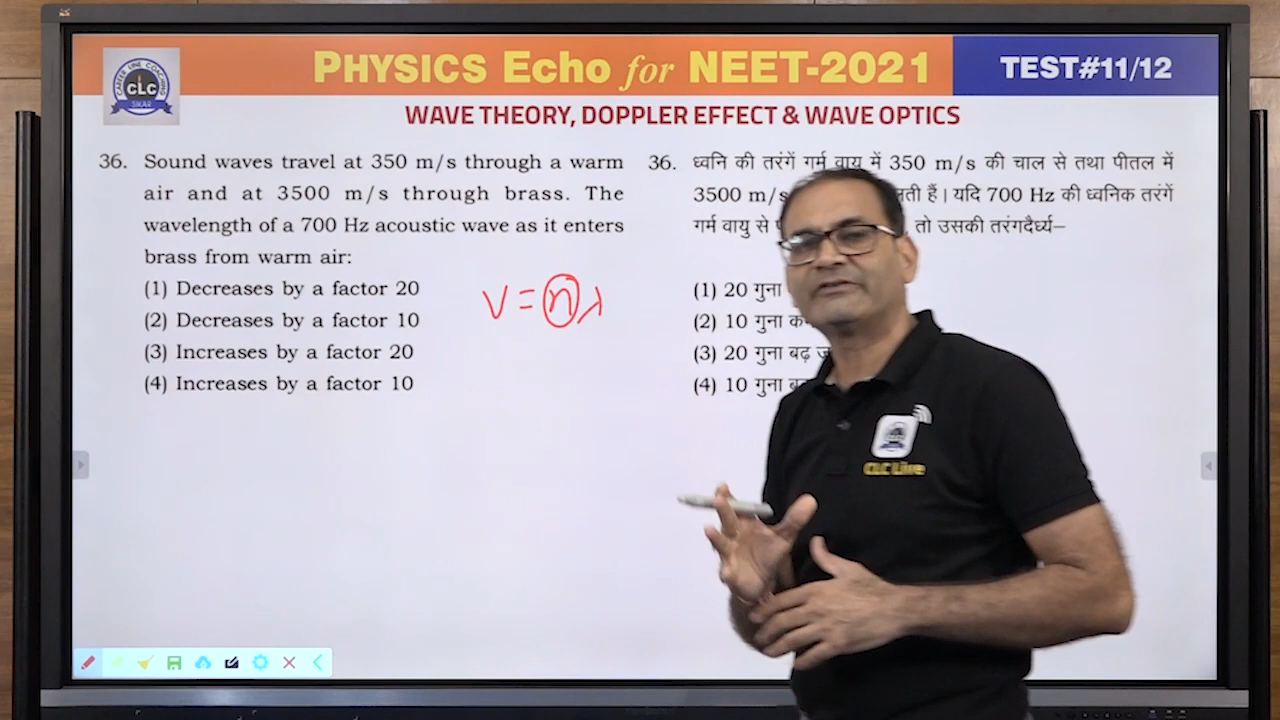 PHYSICS Echo for NEET-2021
TEST#11/12
CAREER LINE COACHING
CLC
SIKAR
WAVE THEORY, DOPPLER EFFECT & WAVE OPTICS
36. Sound waves travel at 350 m/s through a warm
air and at 3500 m/s through brass. The
wavelength of a 700 Hz acoustic wave as it enters
brass from warm air:
(1) Decreases by a factor 20
(2) Decreases by a factor 10
(3) Increases by a factor 20
(4) Increases by a factor 10
v = nλ
36. ध्वनि की तरंगें गर्म वायु में 350 m/s की चाल से तथा पीतल में
3500 m/s हैं। यदि 700 Hz की ध्वनिक तरंगें
गर्म वायु से तो उसकी तरंगदैर्ध्य–
(1) 20 गुना
(2) 10 गुना
(3) 20 गुना बढ़
(4) 10 गुना
CLC Live